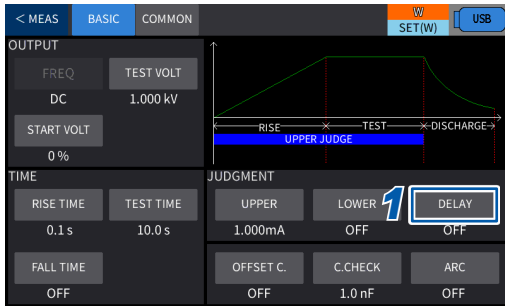 < MEAS BASIC COMMON W SET(W) USB
OUTPUT
FREQ TEST VOLT
DC 1.000 kV
START VOLT
0 %
RISE TEST DISCHARGE
UPPER JUDGE
TIME
RISE TIME TEST TIME
0.1 s 10.0 s
FALL TIME
OFF
JUDGMENT
UPPER LOWER 1 DELAY
1.000mA OFF OFF
OFFSET C. C.CHECK ARC
OFF 1.0 nF OFF